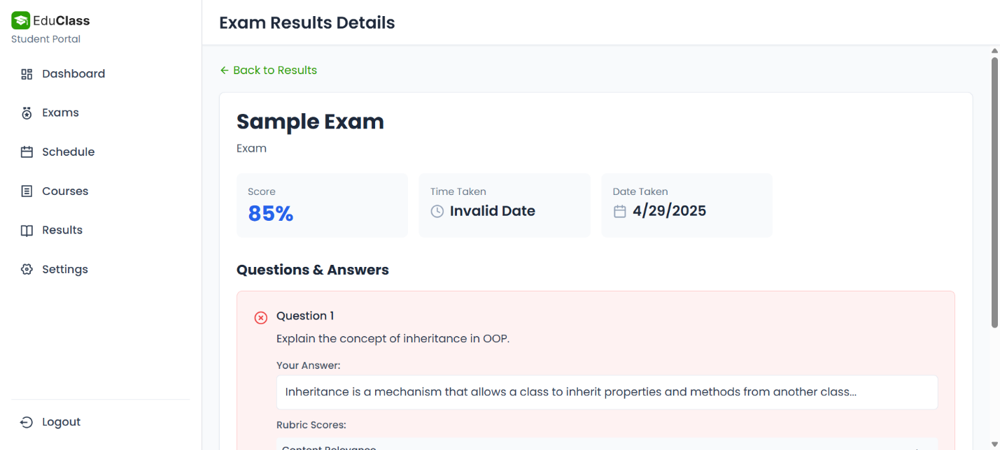 EduClass
Student Portal
Dashboard
Exams
Schedule
Courses
Results
Settings
Logout
Exam Results Details
← Back to Results
Sample Exam
Exam
Score
85%
Time Taken
Invalid Date
Date Taken
4/29/2025
Questions & Answers
Question 1
Explain the concept of inheritance in OOP.
Your Answer:
Inheritance is a mechanism that allows a class to inherit properties and methods from another class...
Rubric Scores:
Content Relevance